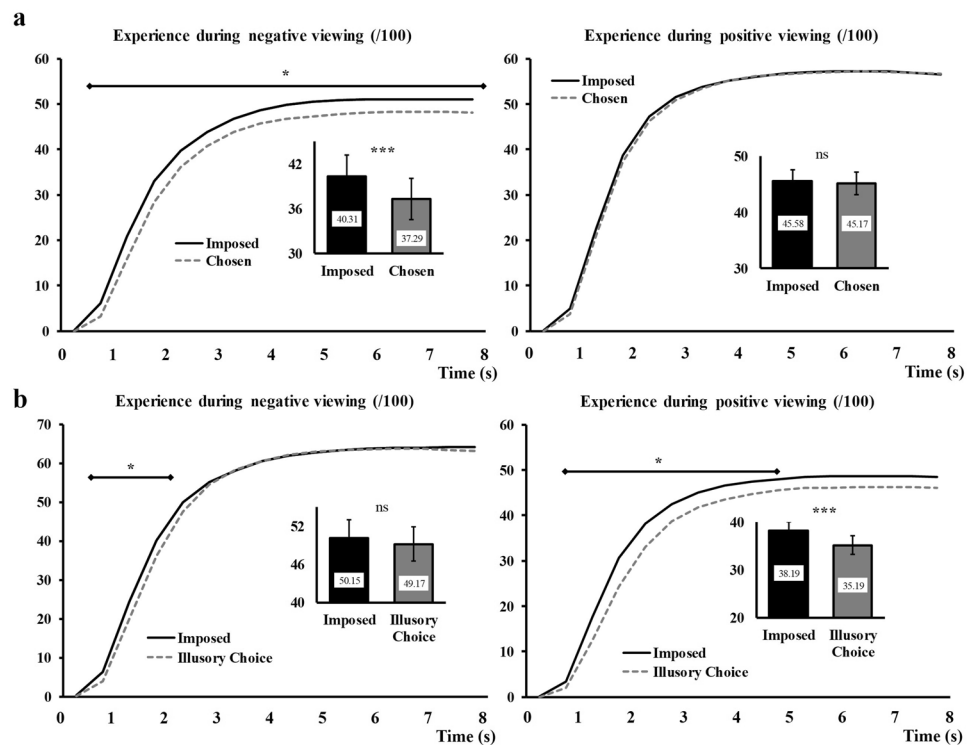 a
Experience during negative viewing (/100)
60
50
40
30
20
10
0
*
Imposed
Chosen
***
42
36
30
40.31
37.29
Imposed Chosen
0 1 2 3 4 5 6 7 8
Time (s)
Experience during positive viewing (/100)
60
50
40
30
20
10
0
Imposed
Chosen
ns
50
40
30
45.58
45.17
Imposed Chosen
0 1 2 3 4 5 6 7 8
Time (s)
b
Experience during negative viewing (/100)
70
60
50
40
30
20
10
0
*
Imposed
Illusory Choice
ns
52
46
40
50.15
49.17
Imposed Illusory
Choice
0 1 2 3 4 5 6 7 8
Time (s)
Experience during positive viewing (/100)
60
50
40
30
20
10
0
*
Imposed
Illusory Choice
***
40
30
20
38.19
35.19
Imposed Illusory
Choice
0 1 2 3 4 5 6 7 8
Time (s)